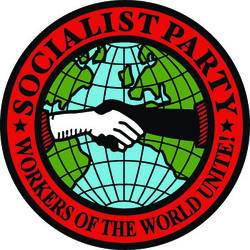 SOCIALIST PARTY
WORKERS OF THE WORLD UNITE!